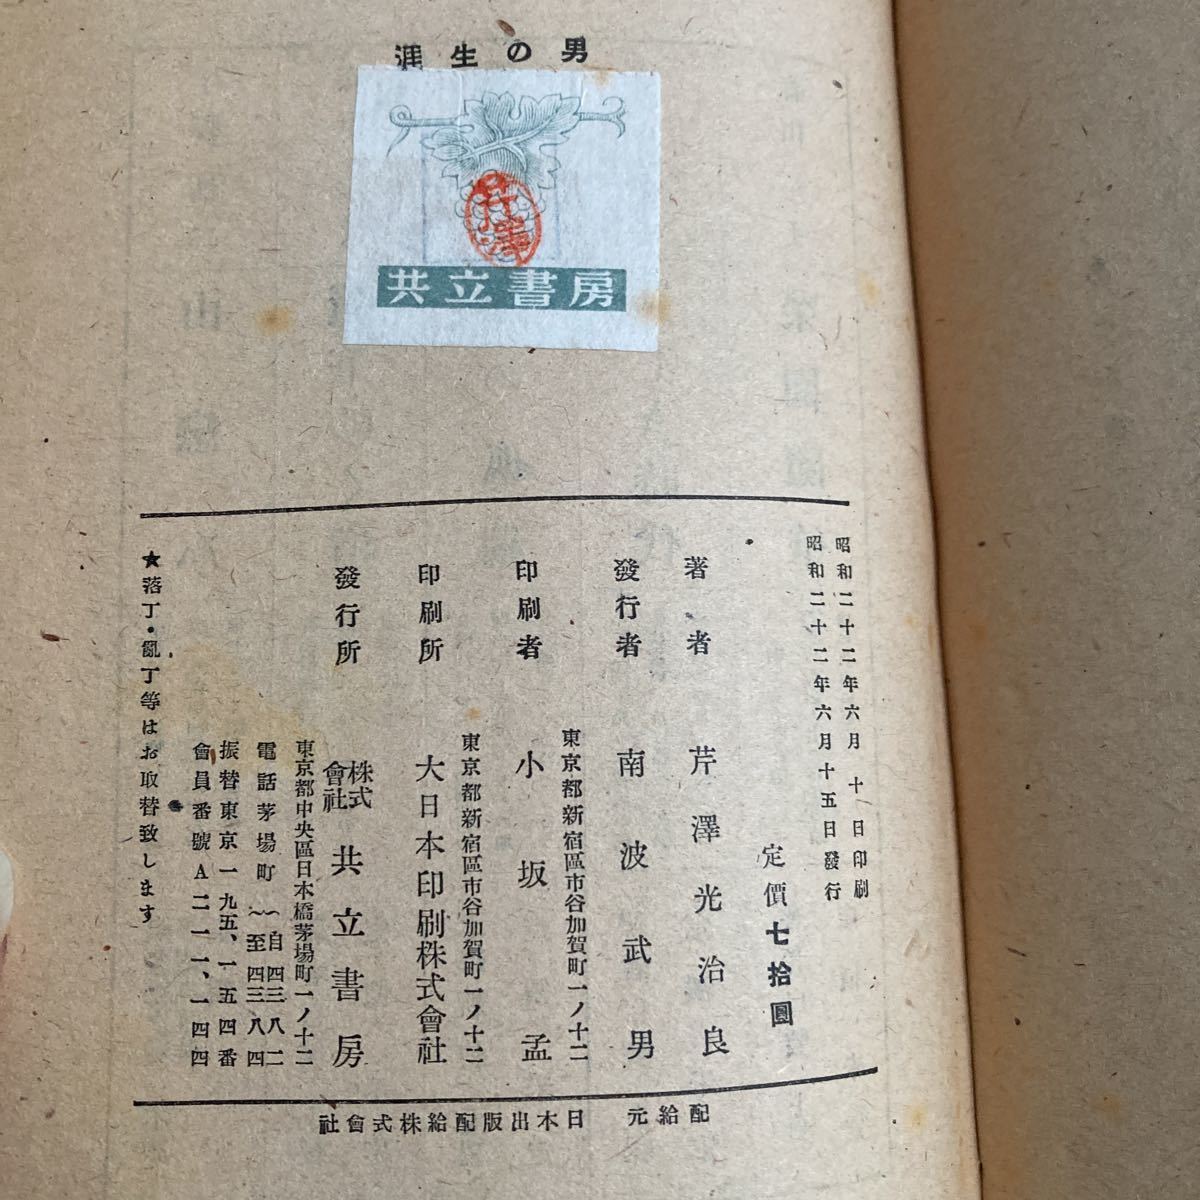 涯生の男
芹澤
共立書房
昭和二十二年六月十日印刷
昭和二十二年六月十五日發行
定價七拾圓
著者 芹澤光治良
發行者 南波武男
東京都新宿區市谷加賀町一ノ十二
印刷者 小坂孟
東京都新宿區市谷加賀町一ノ十二
印刷所 大日本印刷株式會社
發行所 株式會社 共立書房
東京都中央區日本橋茅場町一ノ十二
電話茅場町 (自四三八二 至四三八四)
振替東京一九五、一五四番
會員番號A二一一、一四四
★落丁・亂丁等はお取替致します
社會式株給配版出本日 元給配